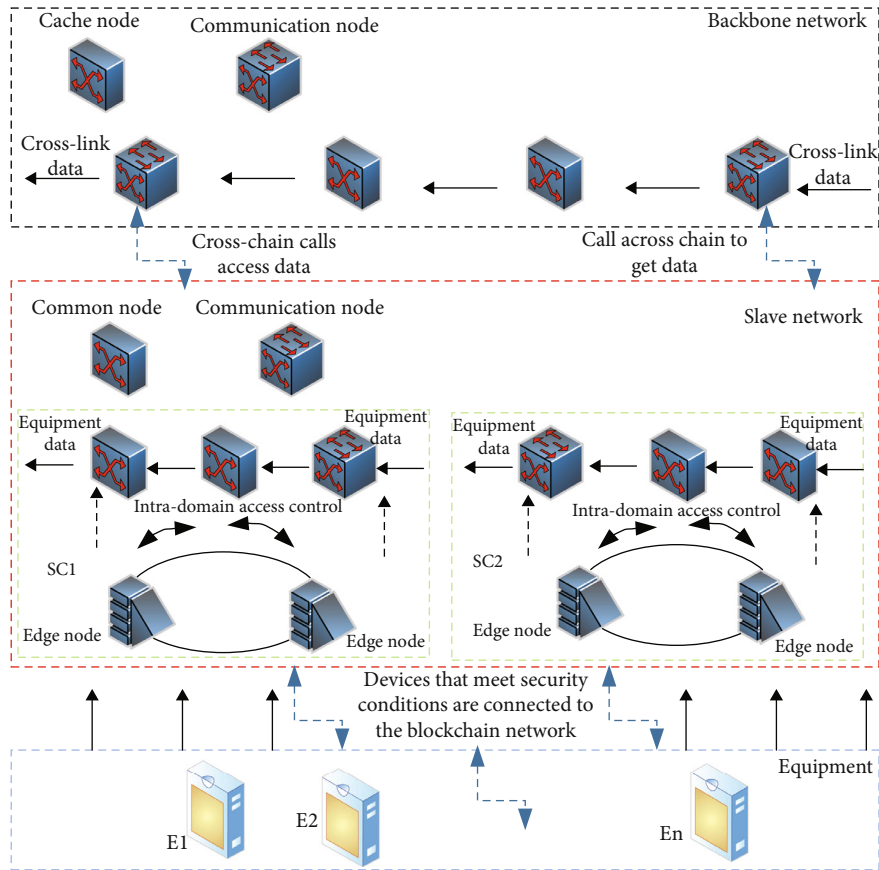 Cache node
Communication node
Backbone network
Cross-link
data
Cross-link
data
Cross-chain calls
access data
Call across chain to
get data
Common node
Communication node
Slave network
Equipment
data
Equipment
data
Intra-domain access control
SC1
Edge node
Edge node
Equipment
data
Equipment
data
Intra-domain access control
SC2
Edge node
Edge node
Devices that meet security
conditions are connected to
the blockchain network
Equipment
E1
E2
En